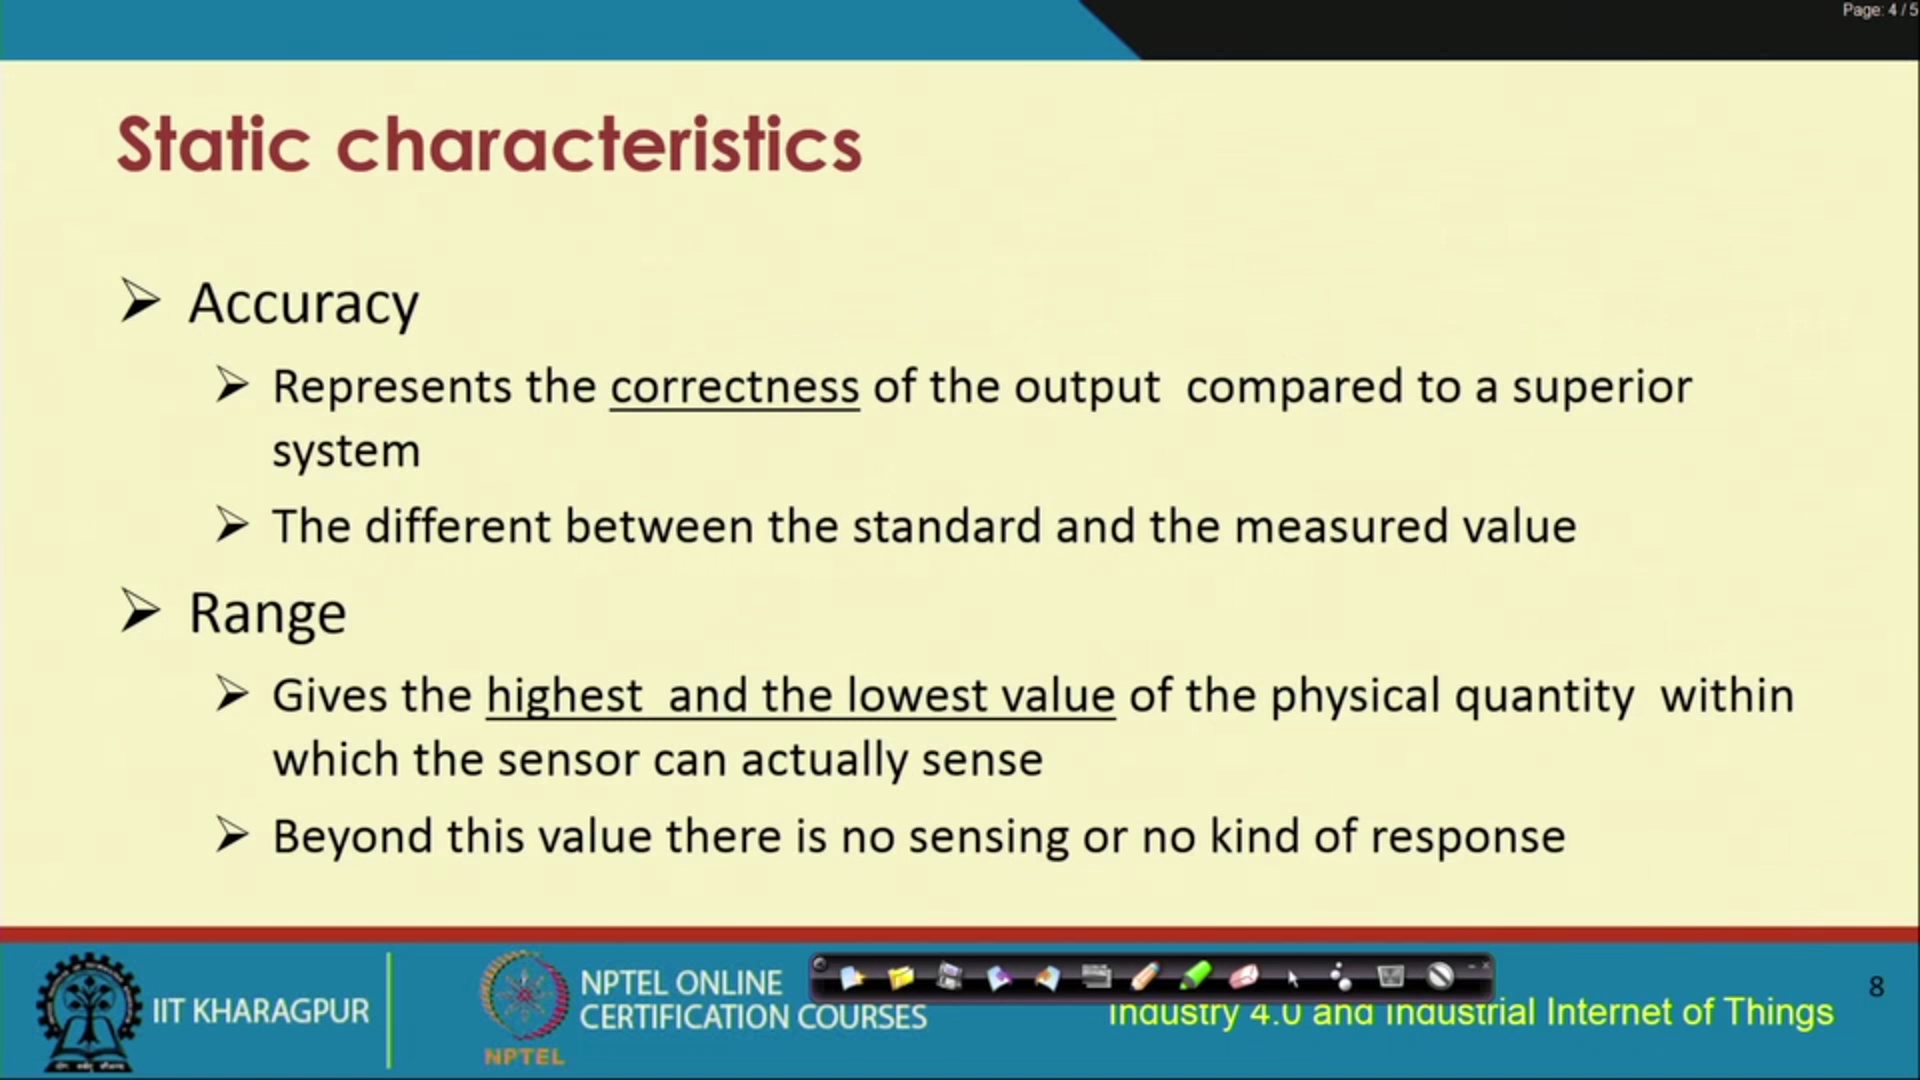 Page: 4 / 5
Static characteristics
➢ Accuracy
➢ Represents the correctness of the output compared to a superior
system
➢ The different between the standard and the measured value
➢ Range
➢ Gives the highest and the lowest value of the physical quantity within
which the sensor can actually sense
➢ Beyond this value there is no sensing or no kind of response
IIT KHARAGPUR
NPTEL
NPTEL ONLINE
CERTIFICATION COURSES
Industry 4.0 and Industrial Internet of Things
8